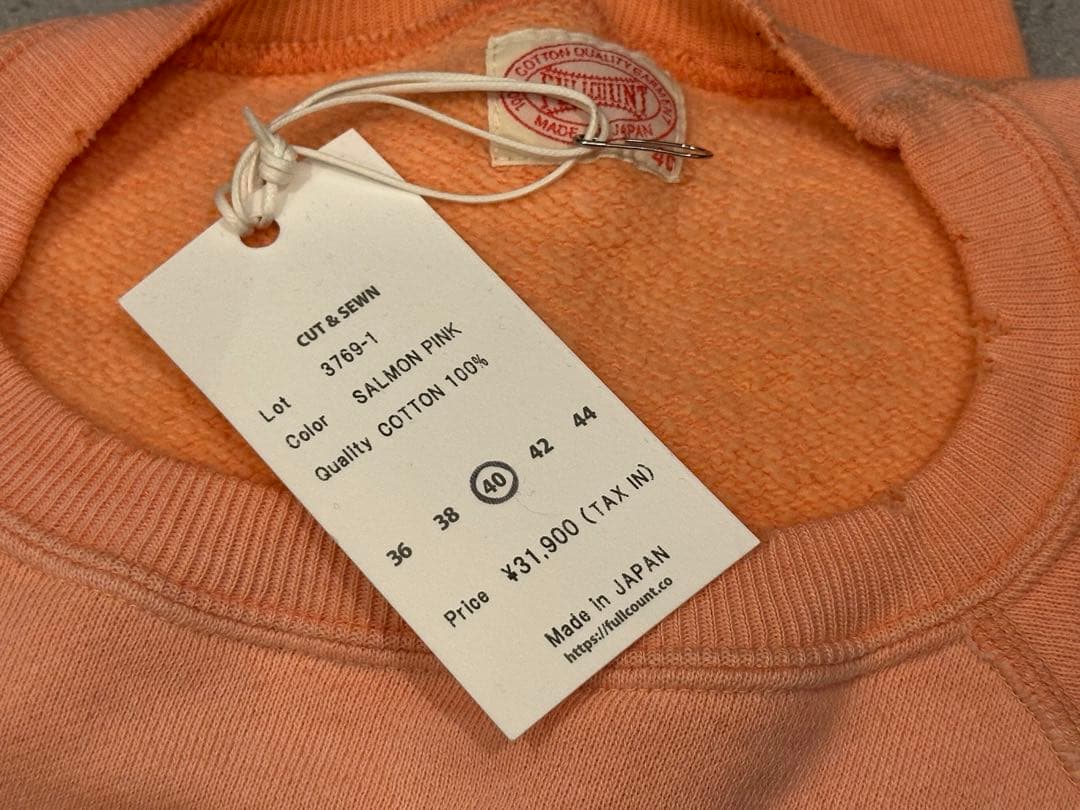 COTTON QUALITY GARMENT
FULLCOUNT
MADE JAPAN
40
CUT & SEWN
Lot 3769-1
Color SALMON PINK
Quality COTTON 100%
36 38 40 42 44
Price ¥31,900 (TAX IN)
Made in JAPAN
https://fullcount.co